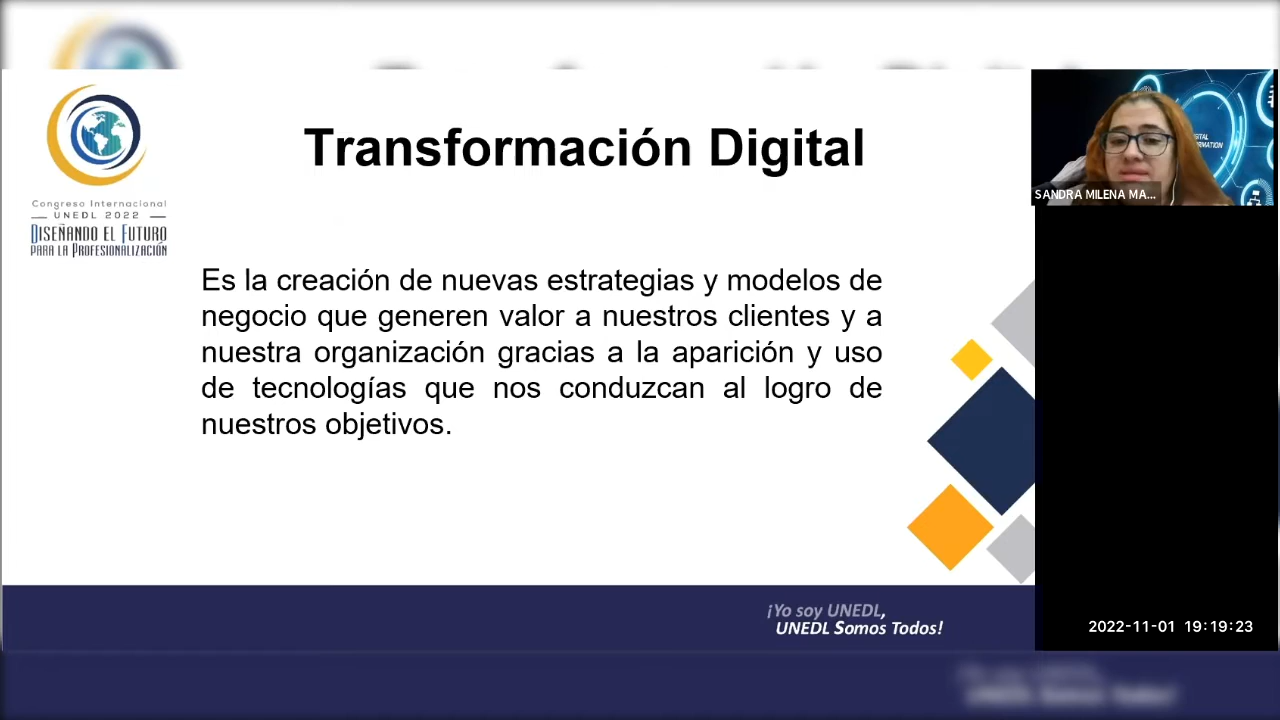 Transformación Digital
Congreso Internacional
UNEDL 2022
DISEÑANDO EL FUTURO
PARA LA PROFESIONALIZACIÓN
DIGITAL
SANDRA MILENA MA...
Es la creación de nuevas estrategias y modelos de
negocio que generen valor a nuestros clientes y a
nuestra organización gracias a la aparición y uso
de tecnologías que nos conduzcan al logro de
nuestros objetivos.
¡Yo soy UNEDL,
UNEDL Somos Todos!
2022-11-01 19:19:23